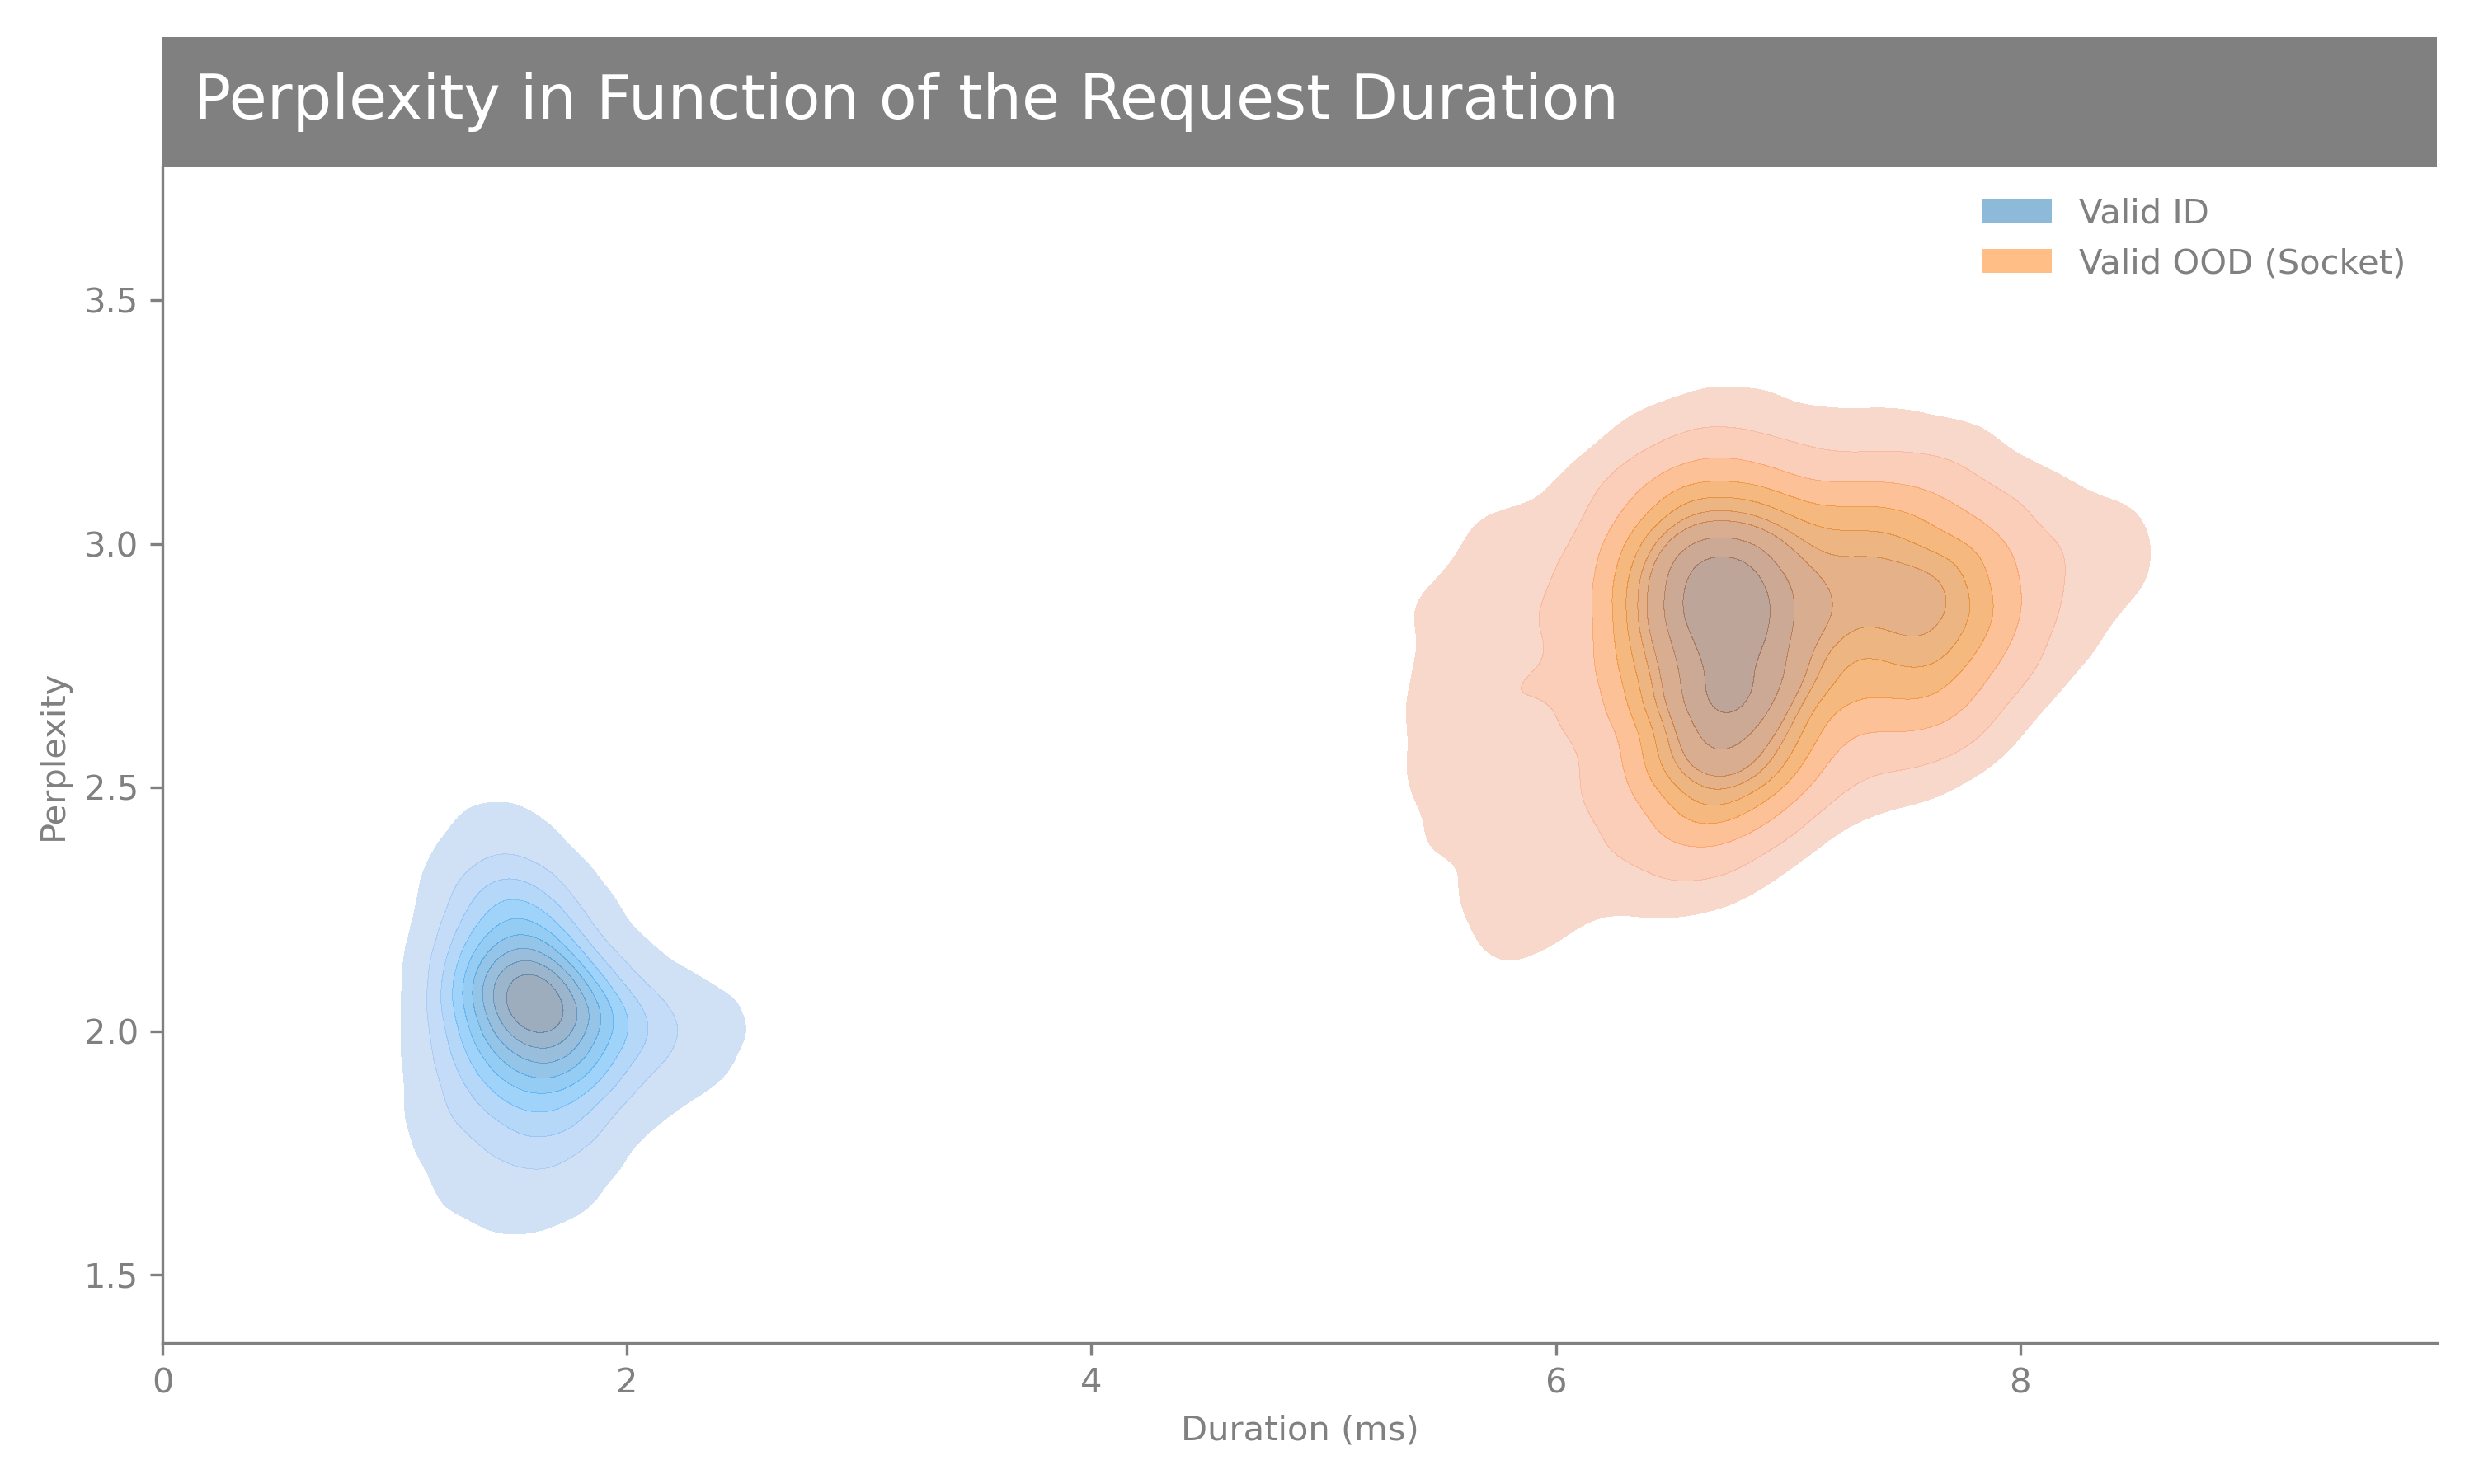 Perplexity in Function of the Request Duration
Valid ID
Valid OOD (Socket)
Perplexity
3.5
3.0
2.5
2.0
1.5
0 2 4 6 8
Duration (ms)